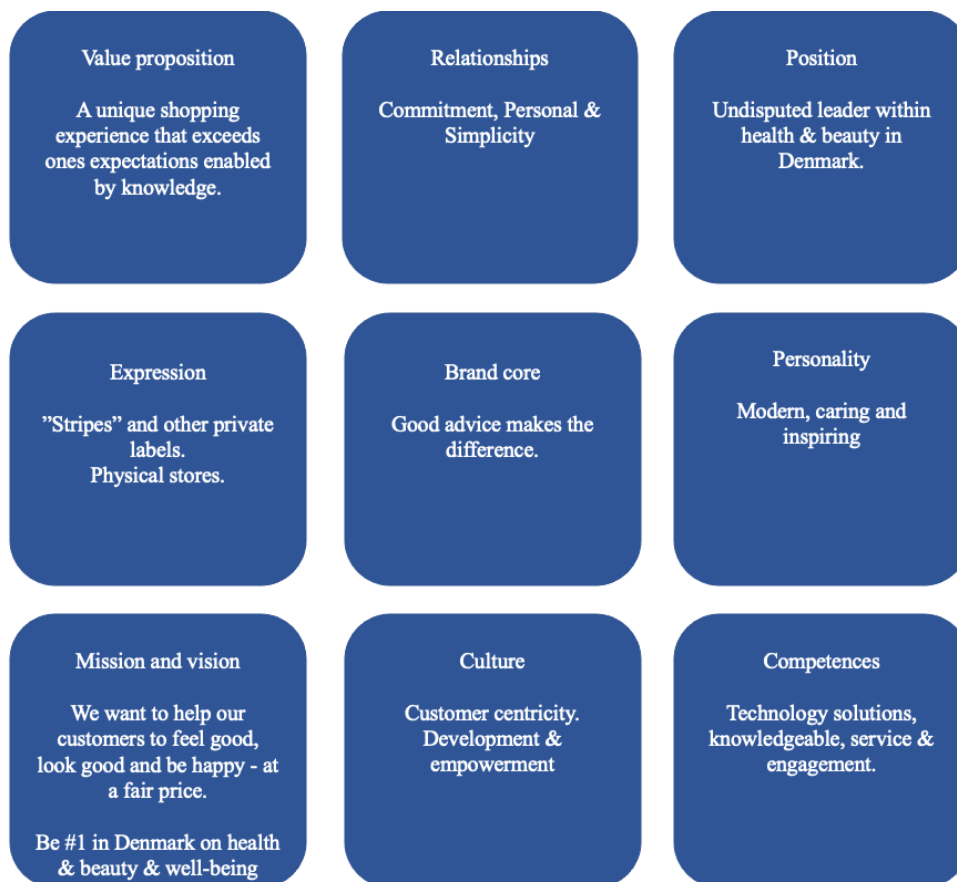 Value proposition
A unique shopping
experience that exceeds
ones expectations enabled
by knowledge.
Relationships
Commitment, Personal &
Simplicity
Position
Undisputed leader within
health & beauty in
Denmark.
Expression
”Stripes” and other private
labels.
Physical stores.
Brand core
Good advice makes the
difference.
Personality
Modern, caring and
inspiring
Mission and vision
We want to help our
customers to feel good,
look good and be happy - at
a fair price.
Be #1 in Denmark on health
& beauty & well-being
Culture
Customer centricity.
Development &
empowerment
Competences
Technology solutions,
knowledgeable, service &
engagement.